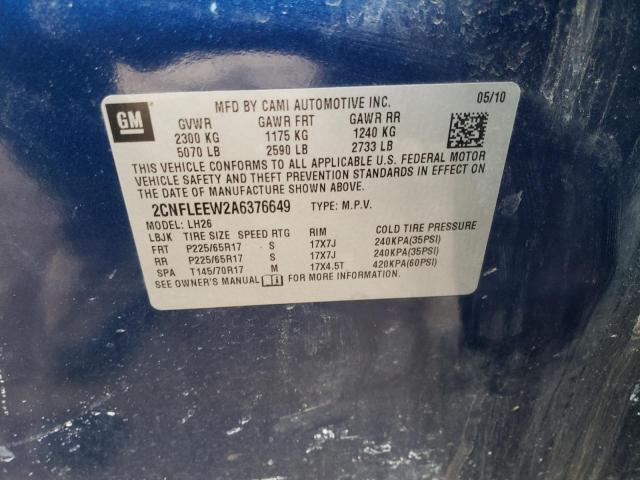 GM
MFD BY CAMI AUTOMOTIVE INC. 05/10
GVWR GAWR FRT GAWR RR
2300 KG 1175 KG 1240 KG
5070 LB 2590 LB 2733 LB
THIS VEHICLE CONFORMS TO ALL APPLICABLE U.S. FEDERAL MOTOR
VEHICLE SAFETY AND THEFT PREVENTION STANDARDS IN EFFECT ON
THE DATE OF MANUFACTURE SHOWN ABOVE.
2CNFLEEW2A6376649 TYPE: M.P.V.
MODEL: LH26
LBJK TIRE SIZE SPEED RTG RIM COLD TIRE PRESSURE
FRT P225/65R17 S 17X7J 240KPA(35PSI)
RR P225/65R17 S 17X7J 240KPA(35PSI)
SPA T145/70R17 M 17X4.5T 420KPA(60PSI)
SEE OWNER'S MANUAL FOR MORE INFORMATION.